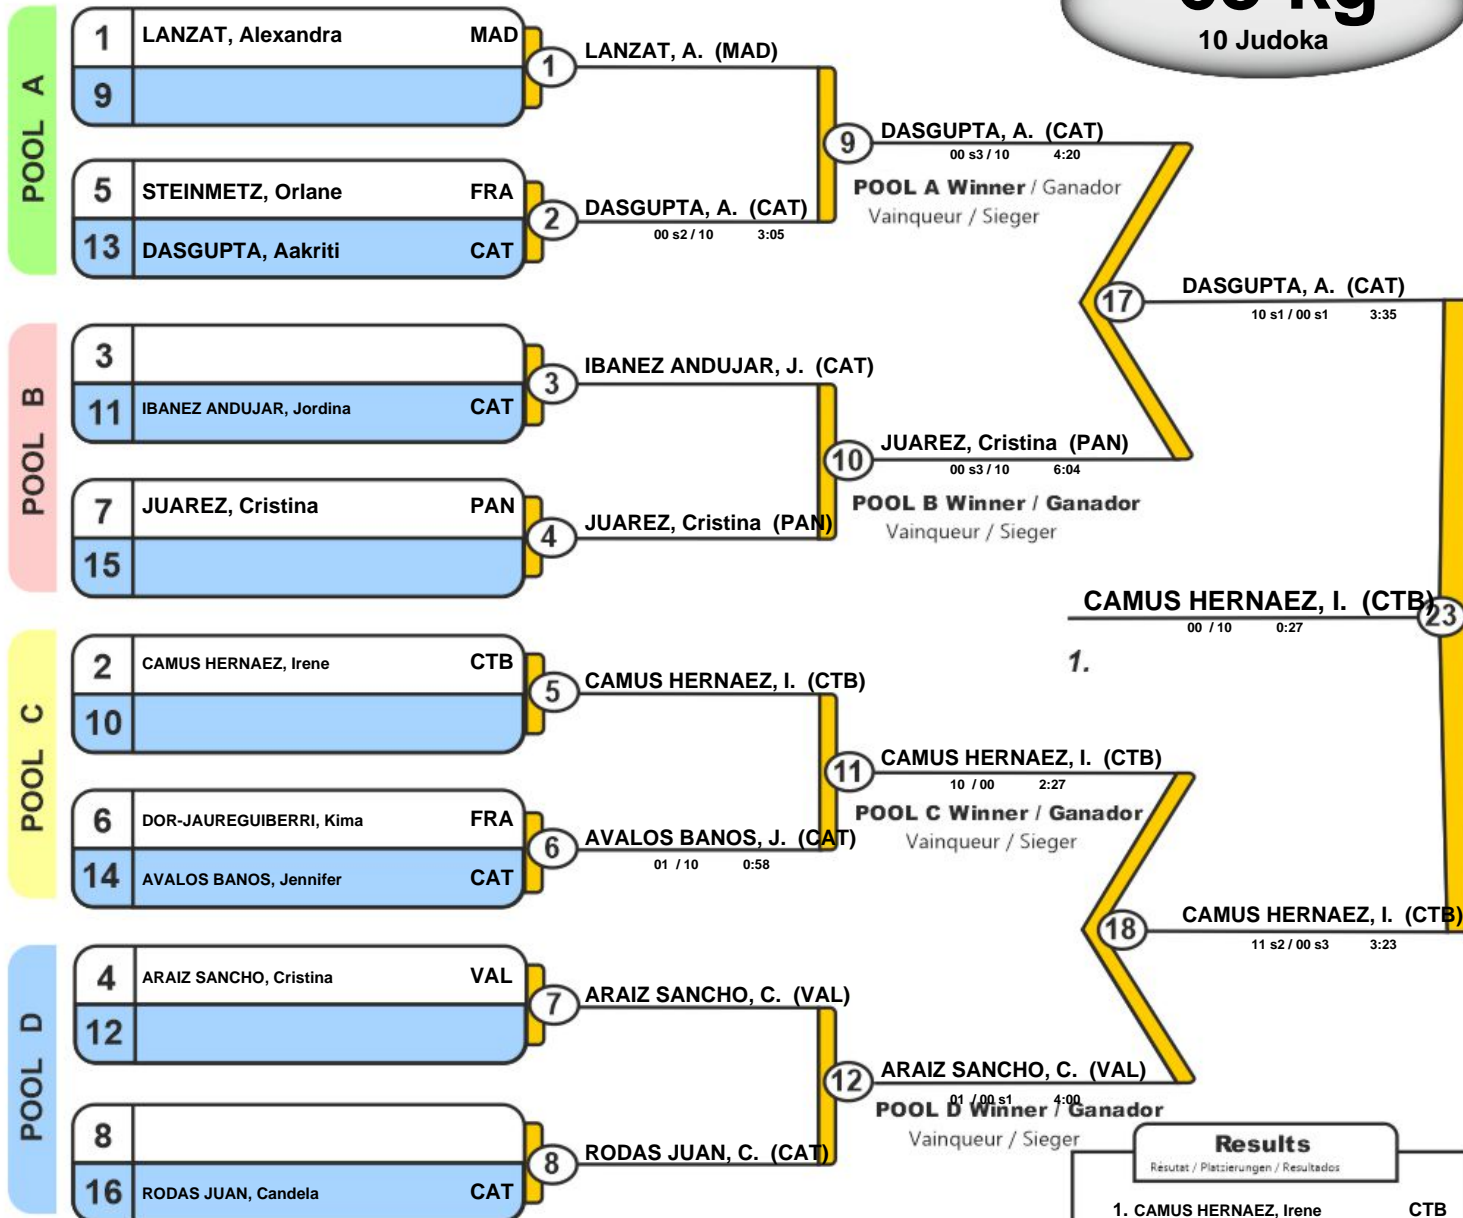 63 kg
10 Judoka
POOL A
1 LANZAT, Alexandra MAD
9
5 STEINMETZ, Orlane FRA
13 DASGUPTA, Aakriti CAT
1 LANZAT, A. (MAD)
2 DASGUPTA, A. (CAT)
00 s2 / 10 3:05
9 DASGUPTA, A. (CAT)
00 s3 / 10 4:20
POOL A Winner / Ganador
Vainqueur / Sieger
POOL B
3
11 IBANEZ ANDUJAR, Jordina CAT
7 JUAREZ, Cristina PAN
15
3 IBANEZ ANDUJAR, J. (CAT)
4 JUAREZ, Cristina (PAN)
10 JUAREZ, Cristina (PAN)
00 s3 / 10 6:04
POOL B Winner / Ganador
Vainqueur / Sieger
17 DASGUPTA, A. (CAT)
10 s1 / 00 s1 3:35
CAMUS HERNAEZ, I. (CTB) 23
00 / 10 0:27
1.
POOL C
2 CAMUS HERNAEZ, Irene CTB
10
6 DOR-JAUREGUIBERRI, Kima FRA
14 AVALOS BANOS, Jennifer CAT
5 CAMUS HERNAEZ, I. (CTB)
6 AVALOS BANOS, J. (CAT)
01 / 10 0:58
11 CAMUS HERNAEZ, I. (CTB)
10 / 00 2:27
POOL C Winner / Ganador
Vainqueur / Sieger
18 CAMUS HERNAEZ, I. (CTB)
11 s2 / 00 s3 3:23
POOL D
4 ARAIZ SANCHO, Cristina VAL
12
8
16 RODAS JUAN, Candela CAT
7 ARAIZ SANCHO, C. (VAL)
8 RODAS JUAN, C. (CAT)
12 ARAIZ SANCHO, C. (VAL)
01 / 00 s1 4:00
POOL D Winner / Ganador
Vainqueur / Sieger
Results
Résutat / Platzierungen / Resultados
1. CAMUS HERNAEZ, Irene CTB